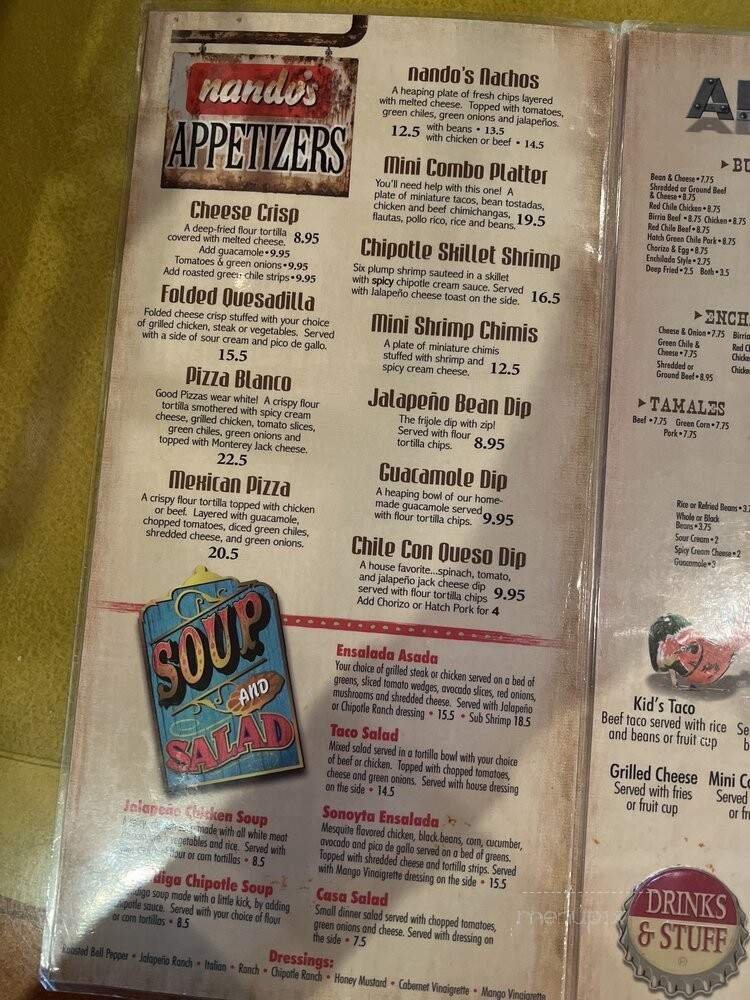 nando's
APPETIZERS
Cheese Crisp
A deep-fried flour tortilla
covered with melted cheese. 8.95
Add guacamole • 9.95
Tomatoes & green onions • 9.95
Add roasted green chile strips • 9.95
Folded Quesadilla
Folded cheese crisp stuffed with your choice
of grilled chicken, steak or vegetables. Served
with a side of sour cream and pico de gallo.
15.5
Pizza Blanco
Good Pizzas wear white! A crispy flour
tortilla smothered with spicy cream
cheese, grilled chicken, tomato slices,
green chiles, green onions and
topped with Monterey Jack cheese.
22.5
Mexican Pizza
A crispy flour tortilla topped with chicken
or beef. Layered with guacamole,
chopped tomatoes, diced green chiles,
shredded cheese, and green onions.
20.5
nando's Nachos
A heaping plate of fresh chips layered
with melted cheese. Topped with tomatoes,
green chiles, green onions and jalapeños.
12.5 with beans • 13.5
with chicken or beef • 14.5
Mini Combo Platter
You'll need help with this one! A
plate of miniature tacos, bean tostadas,
chicken and beef chimichangas,
flautas, pollo rico, rice and beans. 19.5
Chipotle Skillet Shrimp
Six plump shrimp sauteed in a skillet
with spicy chipotle cream sauce. Served
with Jalapeño cheese toast on the side. 16.5
Mini Shrimp Chimis
A plate of miniature chimis
stuffed with shrimp and
spicy cream cheese. 12.5
Jalapeño Bean Dip
The frijole dip with zip!
Served with flour
tortilla chips. 8.95
Guacamole Dip
A heaping bowl of our home-
made guacamole served
with flour tortilla chips. 9.95
Chile Con Queso Dip
A house favorite...spinach, tomato,
and jalapeño jack cheese dip
served with flour tortilla chips 9.95
Add Chorizo or Hatch Pork for 4
SOUP
AND
SALAD
Jalapeño Chicken Soup
made with all white meat
vegetables and rice. Served with
flour or corn tortillas • 8.5
Chipotle Soup
soup made with a little kick, by adding
chipotle sauce. Served with your choice of flour
or corn tortillas • 8.5
Ensalada Asada
Your choice of grilled steak or chicken served on a bed of
greens, sliced tomato wedges, avocado slices, red onions,
mushrooms and shredded cheese. Served with Jalapeño
or Chipotle Ranch dressing • 15.5 • Sub Shrimp 18.5
Taco Salad
Mixed salad served in a tortilla bowl with your choice
of beef or chicken. Topped with chopped tomatoes,
cheese and green onions. Served with house dressing
on the side • 14.5
Sonoyta Ensalada
Mesquite flavored chicken, black beans, corn, cucumber,
avocado and pico de gallo served on a bed of greens.
Topped with shredded cheese and tortilla strips. Served
with Mango Vinaigrette dressing on the side • 15.5
Casa Salad
Small dinner salad served with chopped tomatoes,
green onions and cheese. Served with dressing on
the side • 7.5
Dressings:
Roasted Bell Pepper • Jalapeño Ranch • Italian • Ranch • Chipotle Ranch • Honey Mustard • Cabernet Vinaigrette • Mango Vinaigrette
A
BU
Bean & Cheese • 7.75
Shredded or Ground Beef
& Cheese • 8.75
Red Chile Chicken • 8.75
Birria Beef • 8.75 Chicken • 8.75
Red Chile Beef • 8.75
Hatch Green Chile Pork • 8.75
Chorizo & Egg • 8.75
Enchilada Style • 2.75
Deep Fried • 2.5 Both • 3.5
ENCH
Cheese & Onion • 7.75 Birria
Green Chile & Red C
Cheese • 7.75 Chicke
Shredded or Chicke
Ground Beef • 8.95
TAMALES
Beef • 7.75 Green Corn • 7.75
Pork • 7.75
Rice or Refried Beans • 3.7
Whole or Black
Beans • 3.75
Sour Cream • 2
Spicy Cream Cheese • 2
Guacamole • 3
Kid's Taco
Beef taco served with rice
and beans or fruit cup
Se
b
Grilled Cheese
Served with fries
or fruit cup
Mini Co
Served
or fr
DRINKS
& STUFF